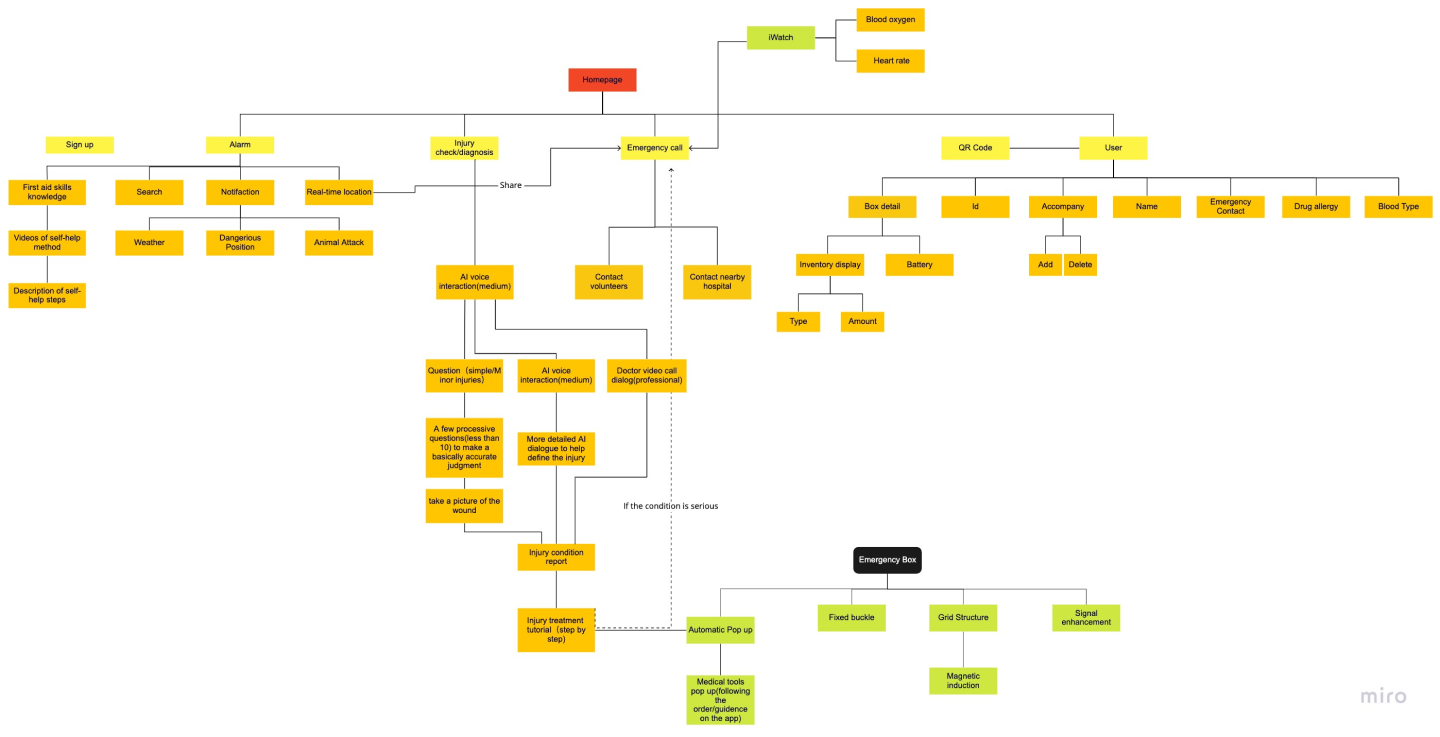 Blood oxygen
iWatch
Heart rate
Homepage
Sign up
Alarm
Injury
check/diagnosis
Emergency call
QR Code
User
Share
First aid skills
knowledge
Search
Notifaction
Real-time location
Box detail
Id
Accompany
Name
Emergency
Contact
Drug allergy
Blood Type
Videos of self-help
method
Weather
Dangerious
Position
Animal Attack
Inventory display
Battery
Add
Delete
Description of self-
help steps
AI voice
interaction(medium)
Contact
volunteers
Contact nearby
hospital
Type
Amount
Question（simple/M
inor injuries）
AI voice
interaction(medium)
Doctor video call
dialog(professional)
A few processive
questions(less than
10) to make a
basically accurate
judgment
More detailed AI
dialogue to help
define the injury
take a picture of the
wound
If the condition is serious
Injury condition
report
Emergency Box
Injury treatment
tutorial（step by
step)
Automatic Pop up
Fixed buckle
Grid Structure
Signal
enhancement
Medical tools
pop up(following
the
order/guidence
on the app)
Magnetic
induction
miro